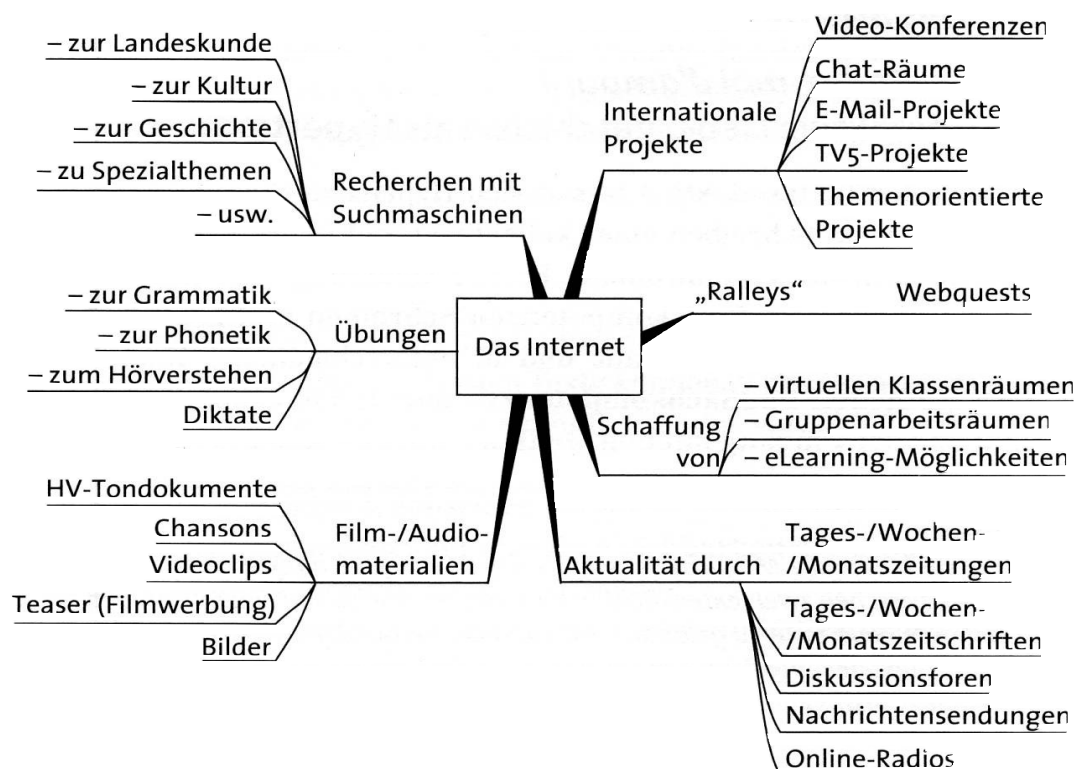 – zur Landeskunde
– zur Kultur
– zur Geschichte
– zu Spezialthemen
– usw.
Recherchen mit
Suchmaschinen
– zur Grammatik
– zur Phonetik
– zum Hörverstehen
Diktate
Übungen
HV-Tondokumente
Chansons
Videoclips
Teaser (Filmwerbung)
Bilder
Film-/Audio-
materialien
Das Internet
Internationale
Projekte
Video-Konferenzen
Chat-Räume
E-Mail-Projekte
TV5-Projekte
Themenorientierte
Projekte
„Ralleys“ Webquests
Schaffung
von
– virtuellen Klassenräumen
– Gruppenarbeitsräumen
– eLearning-Möglichkeiten
Aktualität durch
Tages-/Wochen-
/Monatszeitungen
Tages-/Wochen-
/Monatszeitschriften
Diskussionsforen
Nachrichtensendungen
Online-Radios